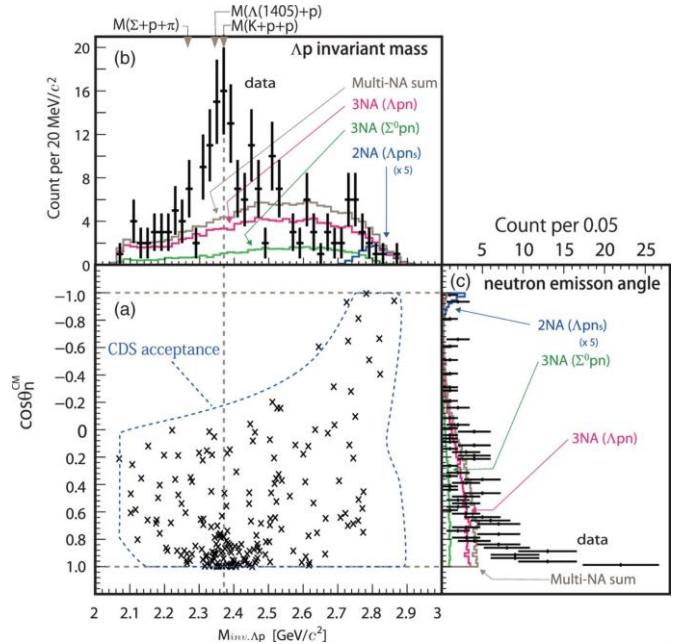 M(Λ(1405)+p)
M(Σ+p+π)
M(K+p+p)
(b)
Λp invariant mass
data
Multi-NA sum
3NA (Λpn)
3NA (Σ⁰pn)
2NA (Λpnₛ)
(x 5)
Count per 20 MeV/c²
20
16
12
8
4
0
Count per 0.05
5 10 15 20 25
(a)
CDS acceptance
cosθn^CM
−1.0
−0.8
−0.6
−0.4
−0.2
0
0.2
0.4
0.6
0.8
1.0
(c)
neutron emisson angle
2NA (Λpnₛ)
(x 5)
3NA (Σ⁰pn)
3NA (Λpn)
data
Multi-NA sum
2 2.1 2.2 2.3 2.4 2.5 2.6 2.7 2.8 2.9 3
M inv.Λp [GeV/c²]